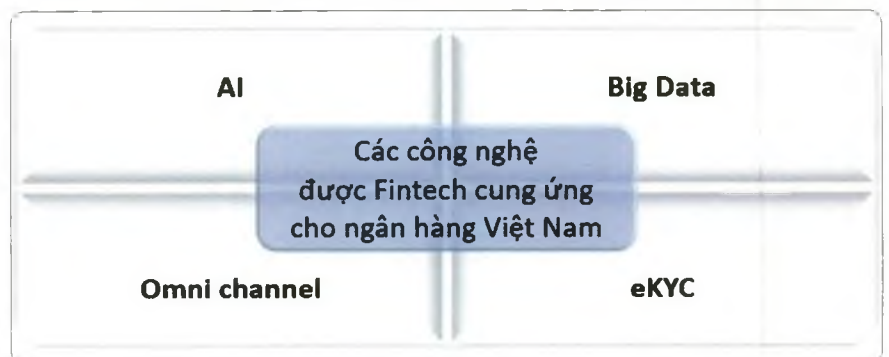 AI
Big Data
Các công nghệ
được Fintech cung ứng
cho ngân hàng Việt Nam
Omni channel
eKYC